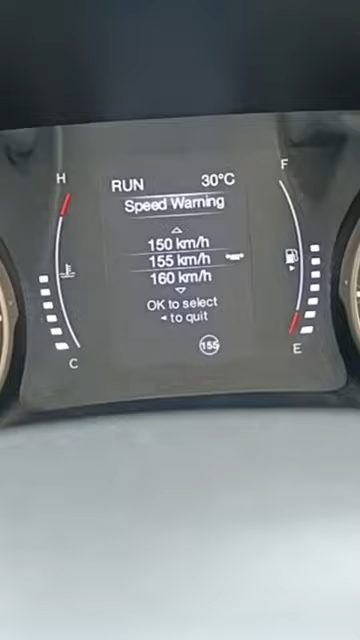 H
F
RUN 30°C
Speed Warning
150 km/h
155 km/h
160 km/h
OK to select
◂ to quit
155
C
E